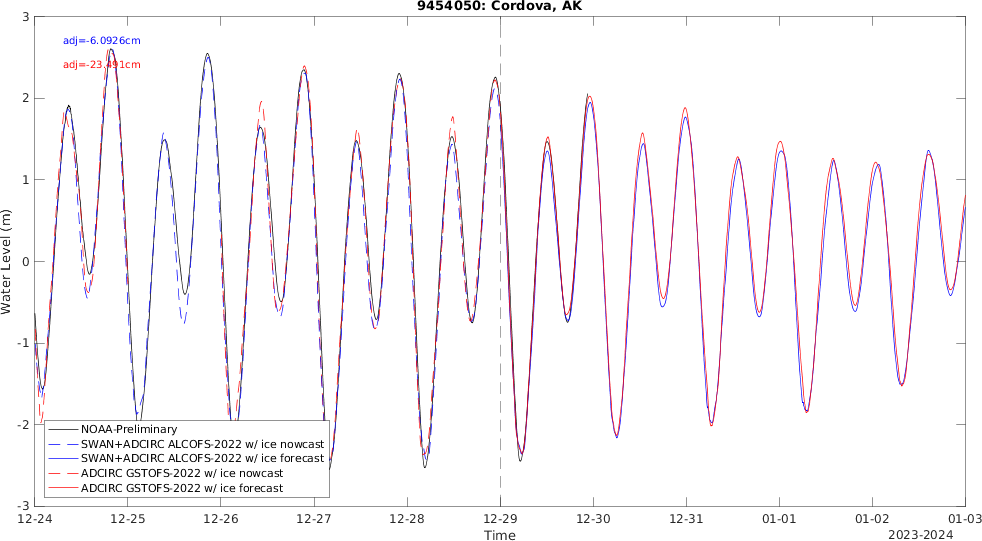 9454050: Cordova, AK
adj=-6.0926cm
adj=-23.491cm
Water Level (m)
3
2
1
0
-1
-2
-3
NOAA-Preliminary
SWAN+ADCIRC ALCOFS-2022 w/ ice nowcast
SWAN+ADCIRC ALCOFS-2022 w/ ice forecast
ADCIRC GSTOFS-2022 w/ ice nowcast
ADCIRC GSTOFS-2022 w/ ice forecast
12-24 12-25 12-26 12-27 12-28 12-29 12-30 12-31 01-01 01-02 01-03
Time
2023-2024